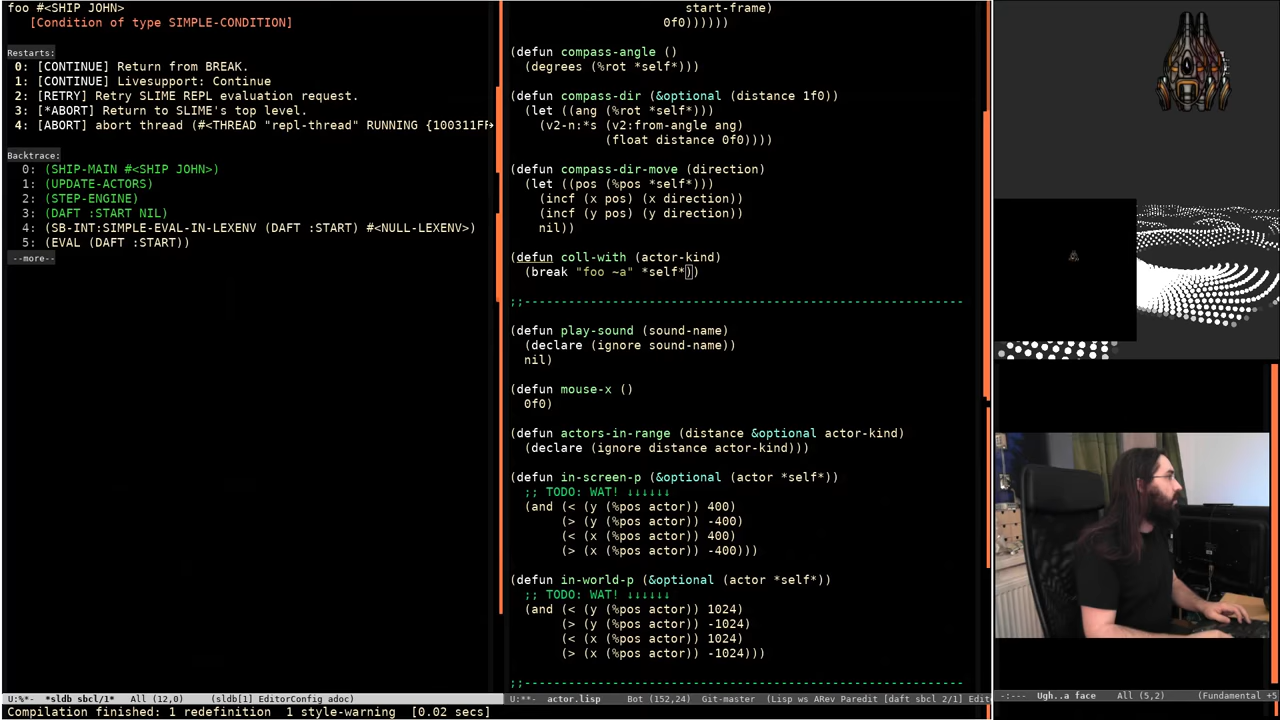 foo #<SHIP JOHN>
[Condition of type SIMPLE-CONDITION]
Restarts:
0: [CONTINUE] Return from BREAK.
1: [CONTINUE] Livesupport: Continue
2: [RETRY] Retry SLIME REPL evaluation request.
3: [*ABORT] Return to SLIME's top level.
4: [ABORT] abort thread (#<THREAD "repl-thread" RUNNING {100311FF
Backtrace:
0: (SHIP-MAIN #<SHIP JOHN>)
1: (UPDATE-ACTORS)
2: (STEP-ENGINE)
3: (DAFT :START NIL)
4: (SB-INT:SIMPLE-EVAL-IN-LEXENV (DAFT :START) #<NULL-LEXENV>)
5: (EVAL (DAFT :START))
--more--
U:%*-  *sldb sbcl/1*   All (12,0)     (sldb[1] EditorConfig adoc)
Compilation finished: 1 redefinition  1 style-warning  [0.02 secs]
start-frame)
0f0))))))
(defun compass-angle ()
(degrees (%rot *self*)))
(defun compass-dir (&optional (distance 1f0))
(let ((ang (%rot *self*)))
(v2-n:*s (v2:from-angle ang)
(float distance 0f0))))
(defun compass-dir-move (direction)
(let ((pos (%pos *self*)))
(incf (x pos) (x direction))
(incf (y pos) (y direction))
nil))
(defun coll-with (actor-kind)
(break "foo ~a" *self*))
;;------------------------------------------------------------
(defun play-sound (sound-name)
(declare (ignore sound-name))
nil)
(defun mouse-x ()
0f0)
(defun actors-in-range (distance &optional actor-kind)
(declare (ignore distance actor-kind)))
(defun in-screen-p (&optional (actor *self*))
;; TODO: WAT! ↓↓↓↓↓↓
(and (< (y (%pos actor)) 400)
(> (y (%pos actor)) -400)
(< (x (%pos actor)) 400)
(> (x (%pos actor)) -400)))
(defun in-world-p (&optional (actor *self*))
;; TODO: WAT! ↓↓↓↓↓↓
(and (< (y (%pos actor)) 1024)
(> (y (%pos actor)) -1024)
(< (x (%pos actor)) 1024)
(> (x (%pos actor)) -1024)))
;;------------------------------------------------------------
U:**-  actor.lisp     Bot (152,24)   Git-master  (Lisp ws ARev Paredit [daft sbcl 2/1] Edit
-:---  Ugh..a face    All (5,2)      (Fundamental +5